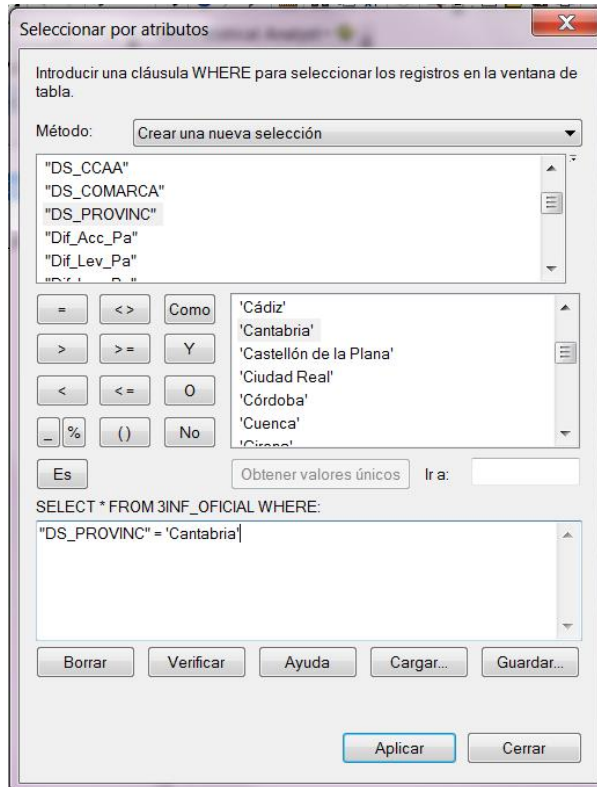 Seleccionar por atributos
Introducir una cláusula WHERE para seleccionar los registros en la ventana de
tabla.
Método: Crear una nueva selección
"DS_CCAA"
"DS_COMARCA"
"DS_PROVINC"
"Dif_Acc_Pa"
"Dif_Lev_Pa"
= <> Como
> >= Y
< <= O
_ % () No
'Cádiz'
'Cantabria'
'Castellón de la Plana'
'Ciudad Real'
'Córdoba'
'Cuenca'
Es Obtener valores únicos Ir a:
SELECT * FROM 3INF_OFICIAL WHERE:
"DS_PROVINC" = 'Cantabria'
Borrar Verificar Ayuda Cargar... Guardar...
Aplicar Cerrar